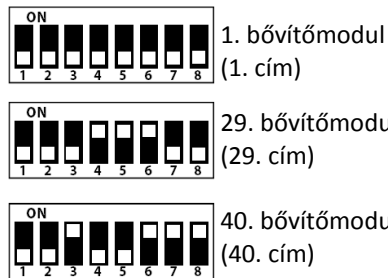 ON
1 2 3 4 5 6 7 8
1. bővítőmodul
(1. cím)
ON
1 2 3 4 5 6 7 8
29. bővítőmodu
(29. cím)
ON
1 2 3 4 5 6 7 8
40. bővítőmodu
(40. cím)